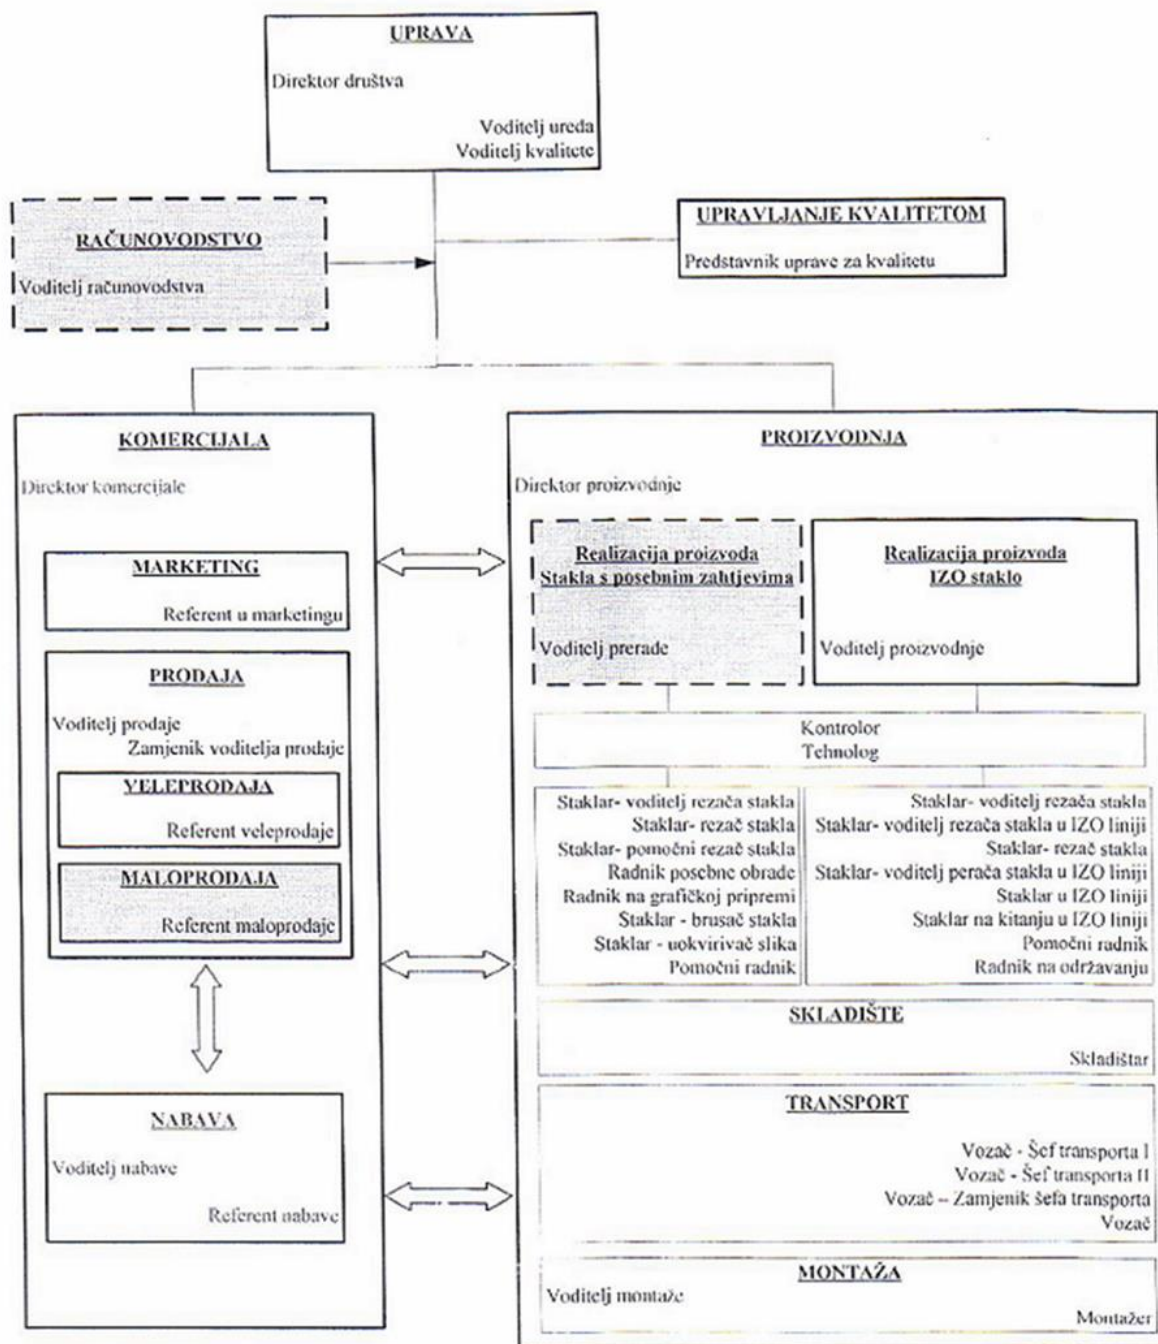 UPRAVA
Direktor društva
Voditelj ureda
Voditelj kvalitete
RAČUNOVODSTVO
Voditelj računovodstva
UPRAVLJANJE KVALITETOM
Predstavnik uprave za kvalitetu
KOMERCIJALA
Direktor komercijale
MARKETING
Referent u marketingu
PRODAJA
Voditelj prodaje
Zamjenik voditelja prodaje
VELEPRODAJA
Referent veleprodaje
MALOPRODAJA
Referent maloprodaje
NABAVA
Voditelj nabave
Referent nabave
PROIZVODNJA
Direktor proizvodnje
Realizacija proizvoda
Stakla s posebnim zahtjevima
Voditelj prerade
Realizacija proizvoda
IZO staklo
Voditelj proizvodnje
Kontrolor
Tehnolog
Staklar- voditelj rezača stakla
Staklar- rezač stakla
Staklar- pomoćni rezač stakla
Radnik posebne obrade
Radnik na grafičkoj pripremi
Staklar - brusač stakla
Staklar - uokvirivač slika
Pomoćni radnik
Staklar- voditelj rezača stakla
Staklar- voditelj rezača stakla u IZO liniji
Staklar- rezač stakla
Staklar- voditelj perača stakla u IZO liniji
Staklar u IZO liniji
Staklar na kitanju u IZO liniji
Pomoćni radnik
Radnik na održavanju
SKLADIŠTE
Skladištar
TRANSPORT
Vozač - Šef transporta I
Vozač - Šef transporta II
Vozač – Zamjenik šefa transporta
Vozač
MONTAŽA
Voditelj montaže
Montažer